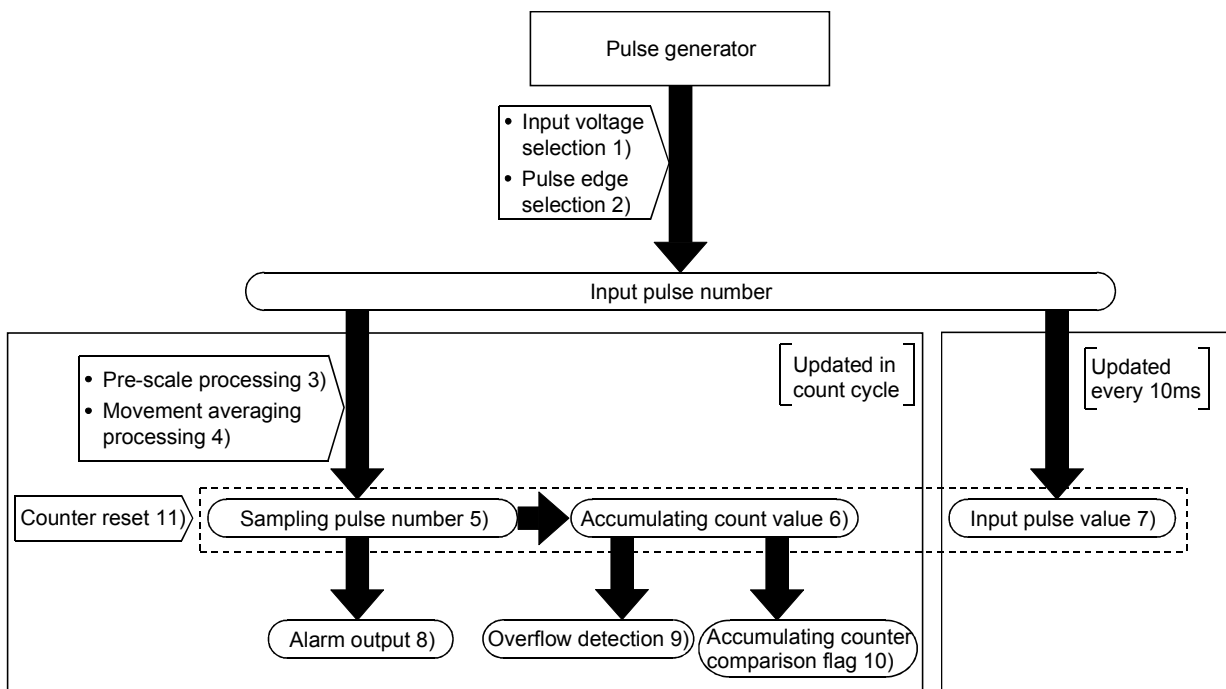 Pulse generator
• Input voltage
selection 1)
• Pulse edge
selection 2)
Input pulse number
• Pre-scale processing 3)
• Movement averaging
processing 4)
Updated in
count cycle
Updated
every 10ms
Counter reset 11)
Sampling pulse number 5)
Accumulating count value 6)
Input pulse value 7)
Alarm output 8)
Overflow detection 9)
Accumulating counter
comparison flag 10)